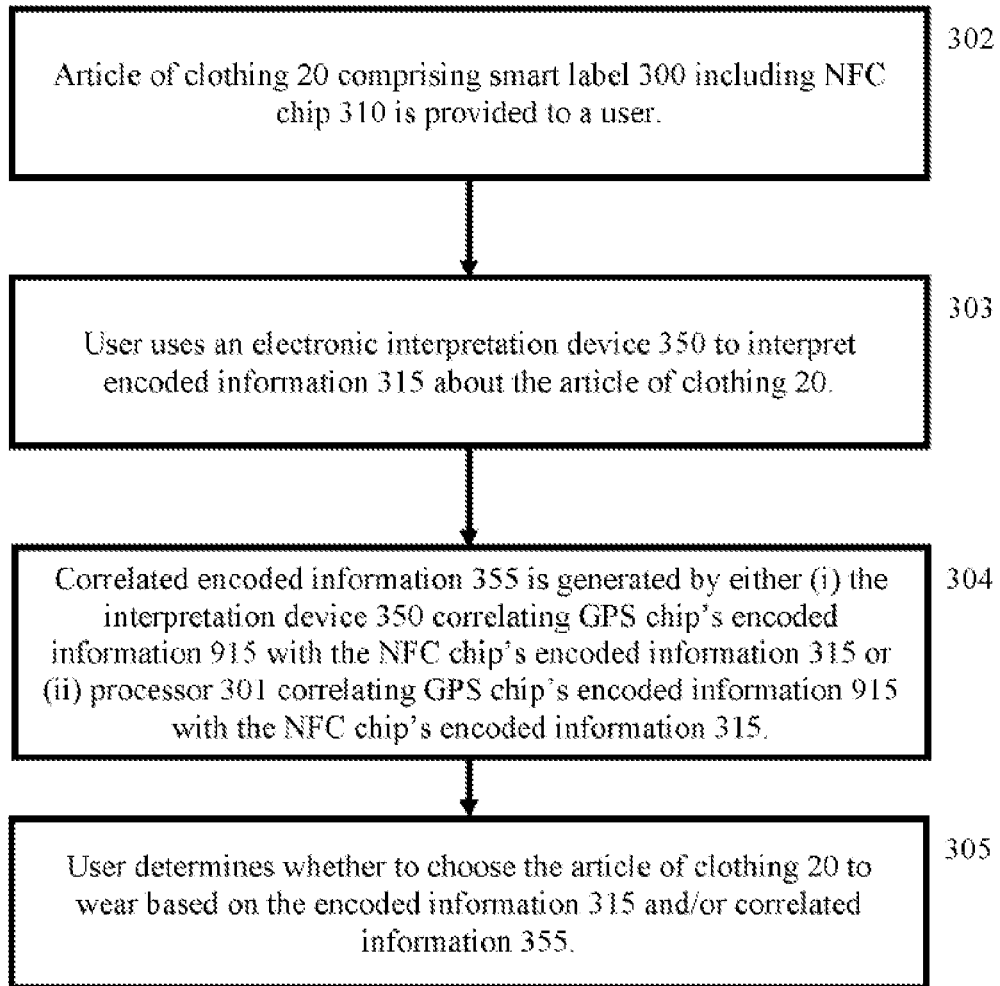 302
Article of clothing 20 comprising smart label 300 including NFC
chip 310 is provided to a user.
303
User uses an electronic interpretation device 350 to interpret
encoded information 315 about the article of clothing 20.
304
Correlated encoded information 355 is generated by either (i) the
interpretation device 350 correlating GPS chip's encoded
information 915 with the NFC chip's encoded information 315 or
(ii) processor 301 correlating GPS chip's encoded information 915
with the NFC chip's encoded information 315.
305
User determines whether to choose the article of clothing 20 to
wear based on the encoded information 315 and/or correlated
information 355.